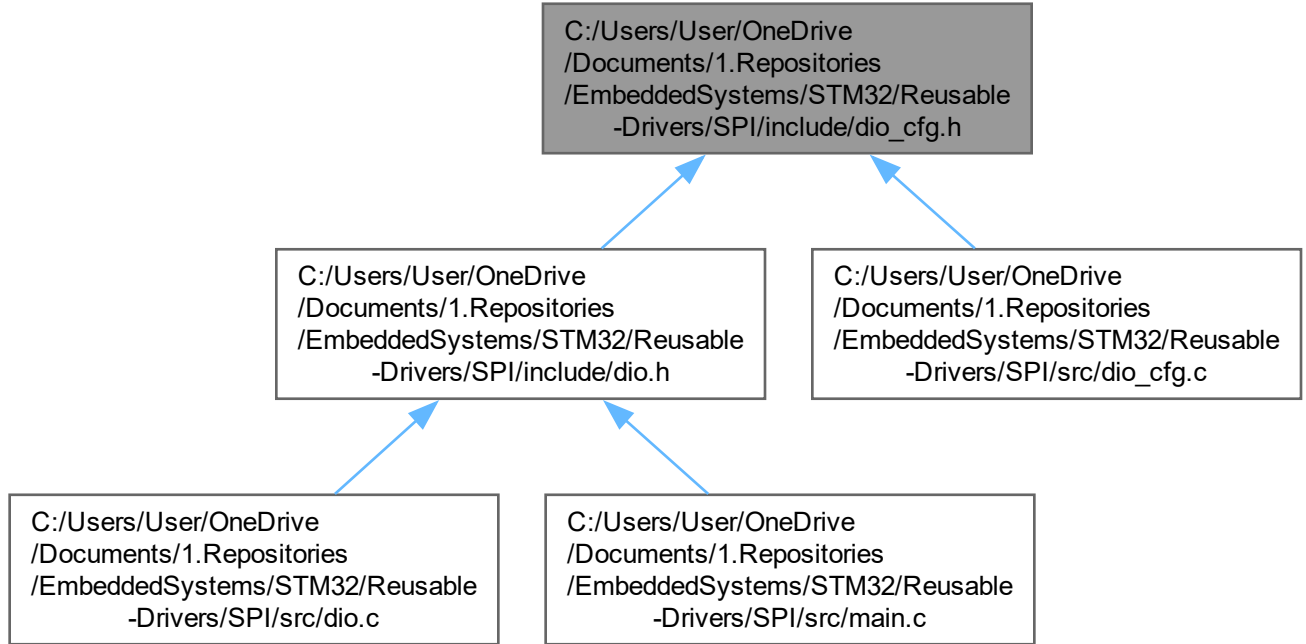 C:/Users/User/OneDrive
/Documents/1.Repositories
/EmbeddedSystems/STM32/Reusable
-Drivers/SPI/include/dio_cfg.h
C:/Users/User/OneDrive
/Documents/1.Repositories
/EmbeddedSystems/STM32/Reusable
-Drivers/SPI/include/dio.h
C:/Users/User/OneDrive
/Documents/1.Repositories
/EmbeddedSystems/STM32/Reusable
-Drivers/SPI/src/dio_cfg.c
C:/Users/User/OneDrive
/Documents/1.Repositories
/EmbeddedSystems/STM32/Reusable
-Drivers/SPI/src/dio.c
C:/Users/User/OneDrive
/Documents/1.Repositories
/EmbeddedSystems/STM32/Reusable
-Drivers/SPI/src/main.c